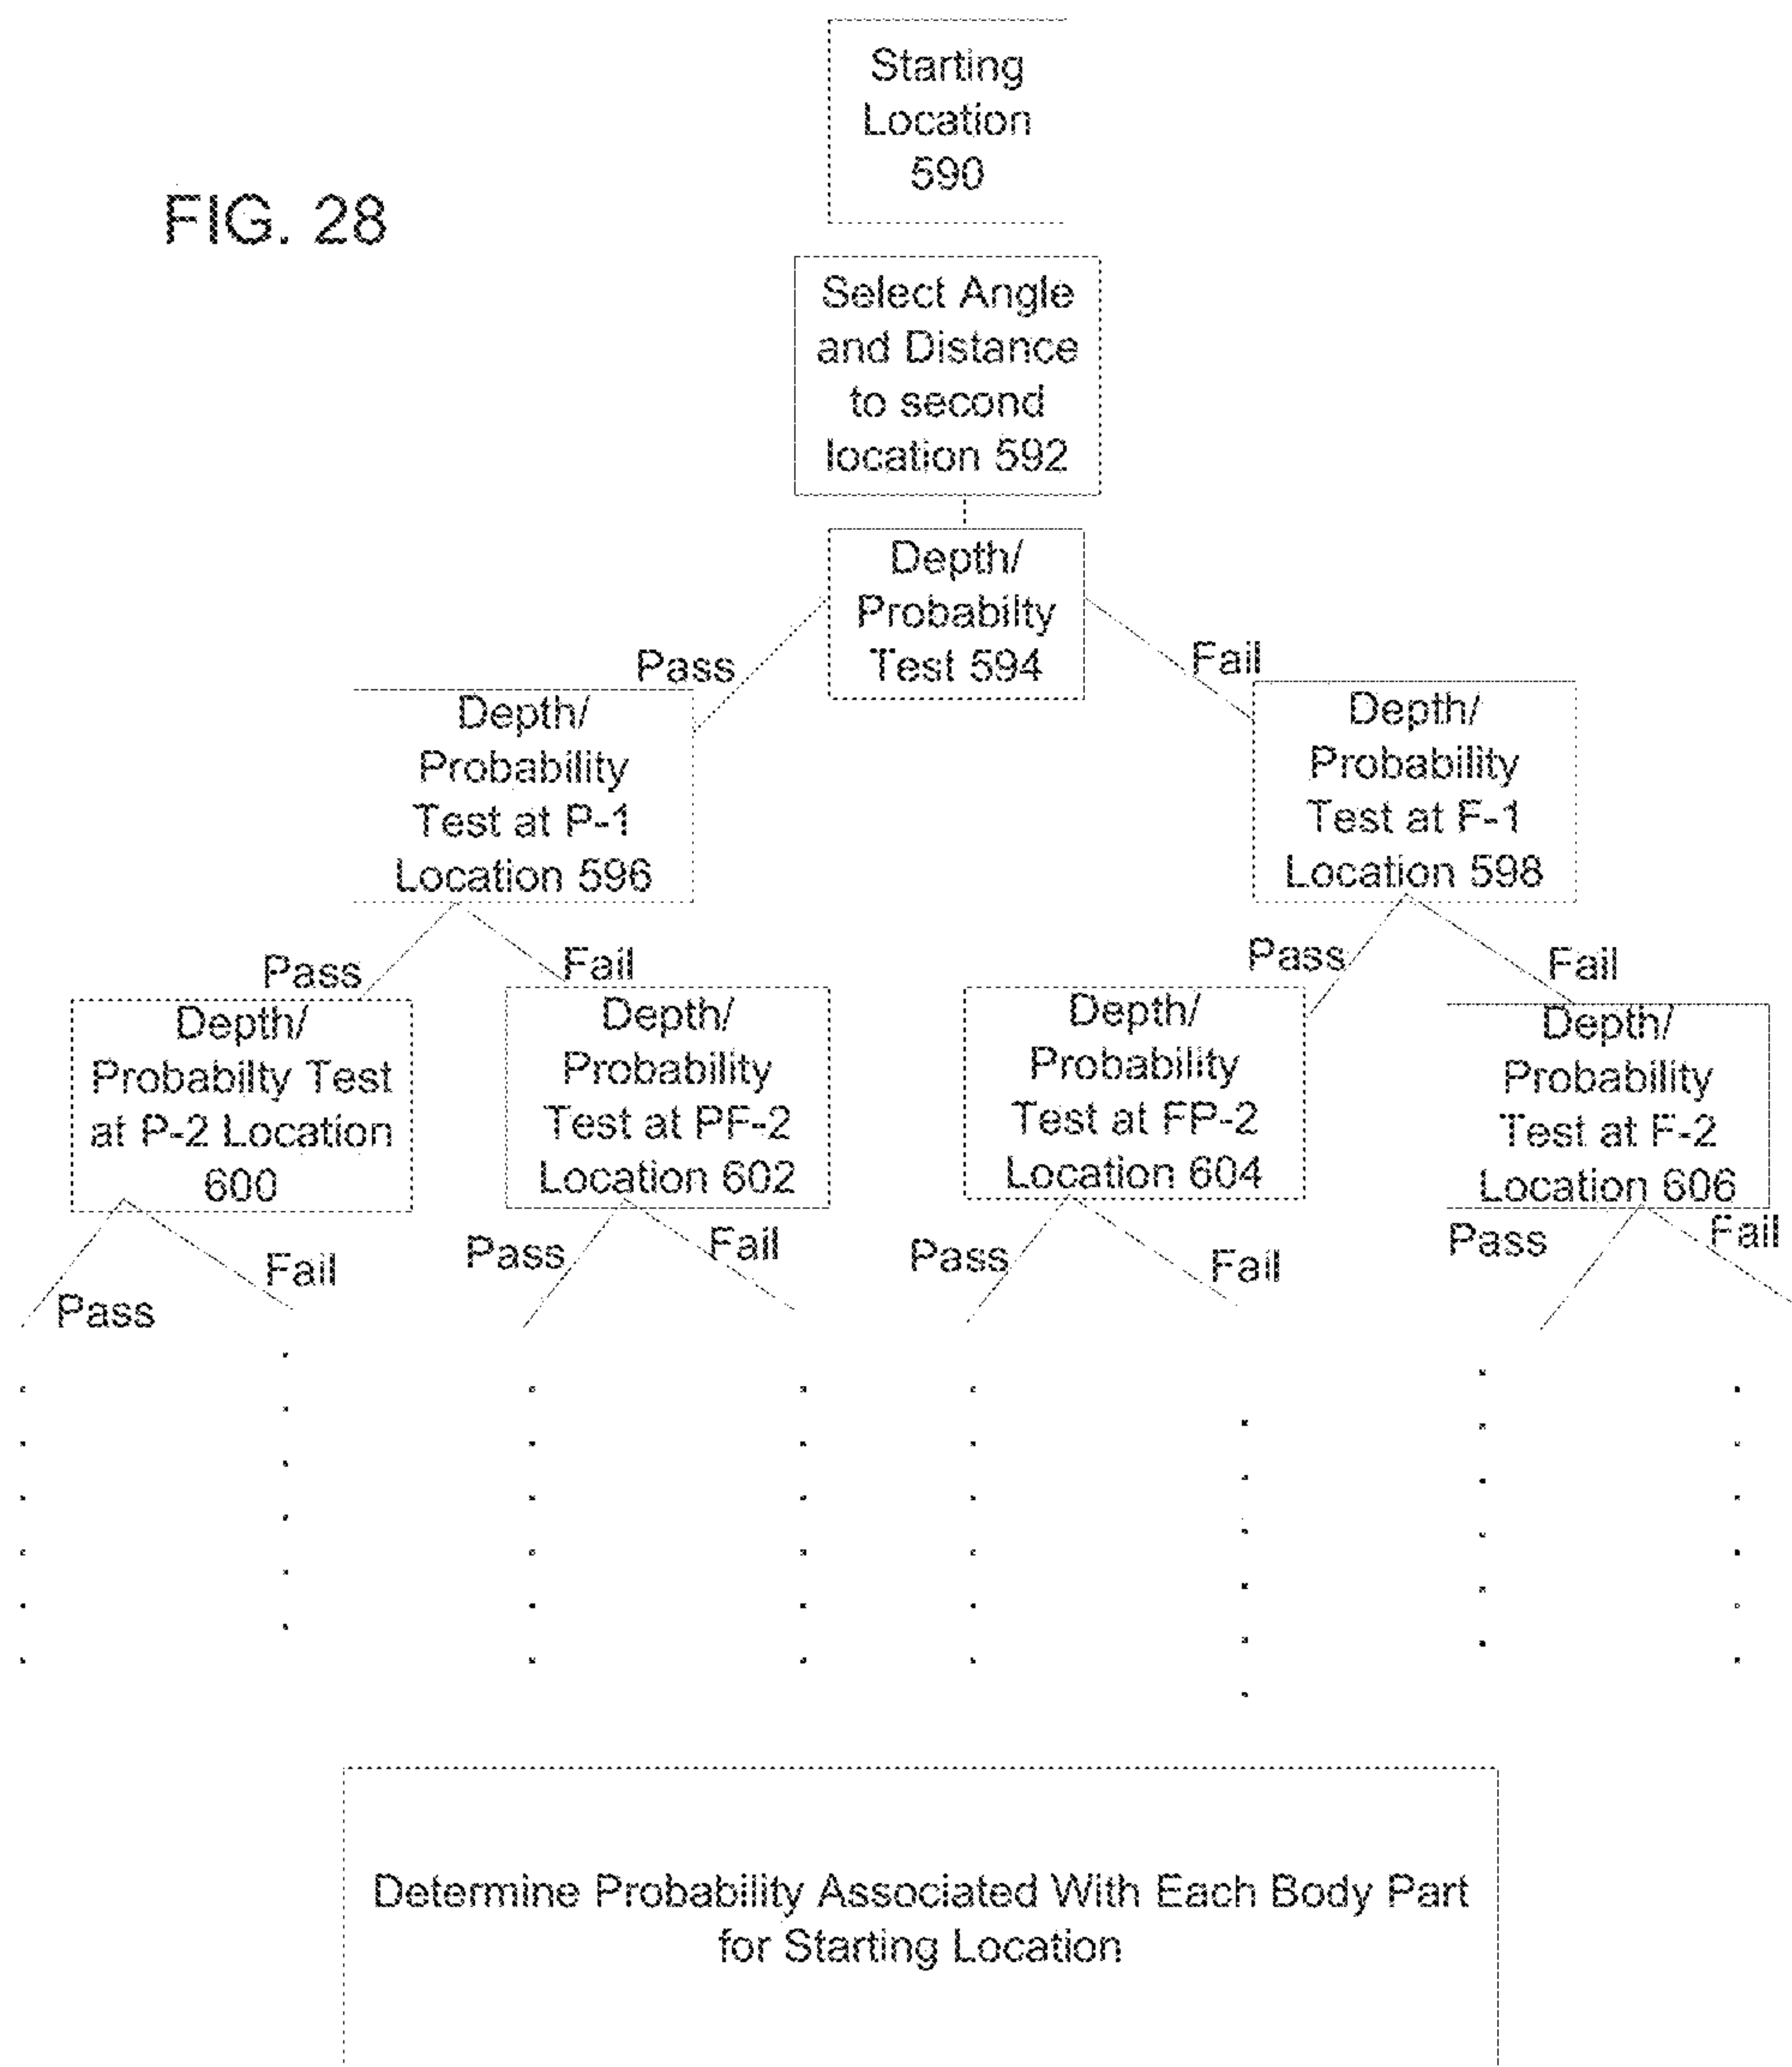 Starting
Location
590
FIG. 28
Select Angle
and Distance
to second
location 592
Depth/
Probabilty
Test 594
Pass
Fail
Depth/
Probability
Test at P-1
Location 596
Depth/
Probability
Test at F-1
Location 598
Pass
Fail
Pass
Fail
Depth/
Probabilty Test
at P-2 Location
600
Depth/
Probability
Test at PF-2
Location 602
Depth/
Probability
Test at FP-2
Location 604
Depth/
Probability
Test at F-2
Location 606
Pass
Fail
Pass
Fail
Pass
Fail
Pass
Fail
Determine Probability Associated With Each Body Part
for Starting Location